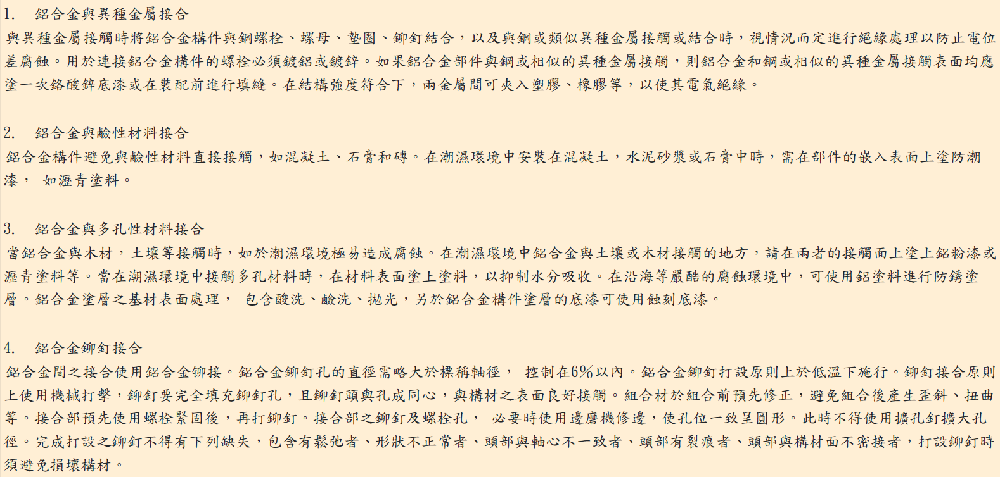 1. 鋁合金與異種金屬接合
與異種金屬接觸時將鋁合金構件與鋼螺栓、螺母、墊圈、鉚釘結合，以及與鋼或類似異種金屬接觸或結合時，視情況而定進行絕緣處理以防止電位
差腐蝕。用於連接鋁合金構件的螺栓必須鍍鋁或鍍鋅。如果鋁合金部件與鋼或相似的異種金屬接觸，則鋁合金和鋼或相似的異種金屬接觸表面均應
塗一次鉻酸鋅底漆或在裝配前進行填縫。在結構強度符合下，兩金屬間可夾入塑膠、橡膠等，以使其電氣絕緣。
2. 鋁合金與鹼性材料接合
鋁合金構件避免與鹼性材料直接接觸，如混凝土、石膏和磚。在潮濕環境中安裝在混凝土，水泥砂漿或石膏中時，需在部件的嵌入表面上塗防潮
漆， 如瀝青塗料。
3. 鋁合金與多孔性材料接合
當鋁合金與木材，土壤等接觸時，如於潮濕環境極易造成腐蝕。在潮濕環境中鋁合金與土壤或木材接觸的地方，請在兩者的接觸面上塗上鋁粉漆或
瀝青塗料等。當在潮濕環境中接觸多孔材料時，在材料表面塗上塗料，以抑制水分吸收。在沿海等嚴酷的腐蝕環境中，可使用鋁塗料進行防銹塗
層。鋁合金塗層之基材表面處理， 包含酸洗、鹼洗、拋光，另於鋁合金構件塗層的底漆可使用蝕刻底漆。
4. 鋁合金鉚釘接合
鋁合金間之接合使用鋁合金铆接。鋁合金鉚釘孔的直徑需略大於標稱軸徑， 控制在6%以內。鋁合金鉚釘打設原則上於低溫下施行。鉚釘接合原則
上使用機械打擊，鉚釘要完全填充鉚釘孔，且鉚釘頭與孔成同心，與構材之表面良好接觸。組合材於組合前預先修正，避免組合後產生歪斜、扭曲
等。接合部預先使用螺栓緊固後，再打鉚釘。接合部之鉚釘及螺栓孔， 必要時使用邊磨機修邊，使孔位一致呈圓形。此時不得使用擴孔釘擴大孔
徑。完成打設之鉚釘不得有下列缺失，包含有鬆弛者、形狀不正常者、頭部與軸心不一致者、頭部有裂痕者、頭部與構材面不密接者，打設鉚釘時
須避免損壞構材。